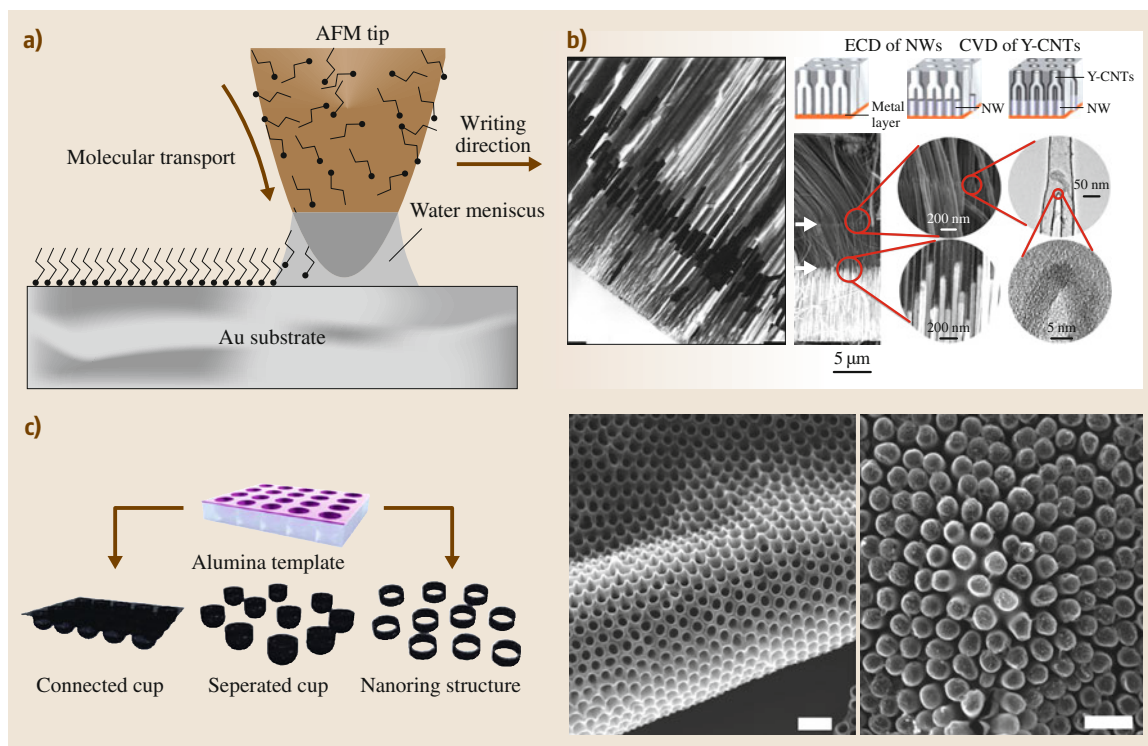 a)
AFM tip
Molecular transport
Writing
direction
Water meniscus
Au substrate
b)
ECD of NWs
CVD of Y-CNTs
Y-CNTs
Metal
layer
NW
NW
50 nm
200 nm
200 nm
5 nm
5 µm
c)
Alumina template
Connected cup
Seperated cup
Nanoring structure